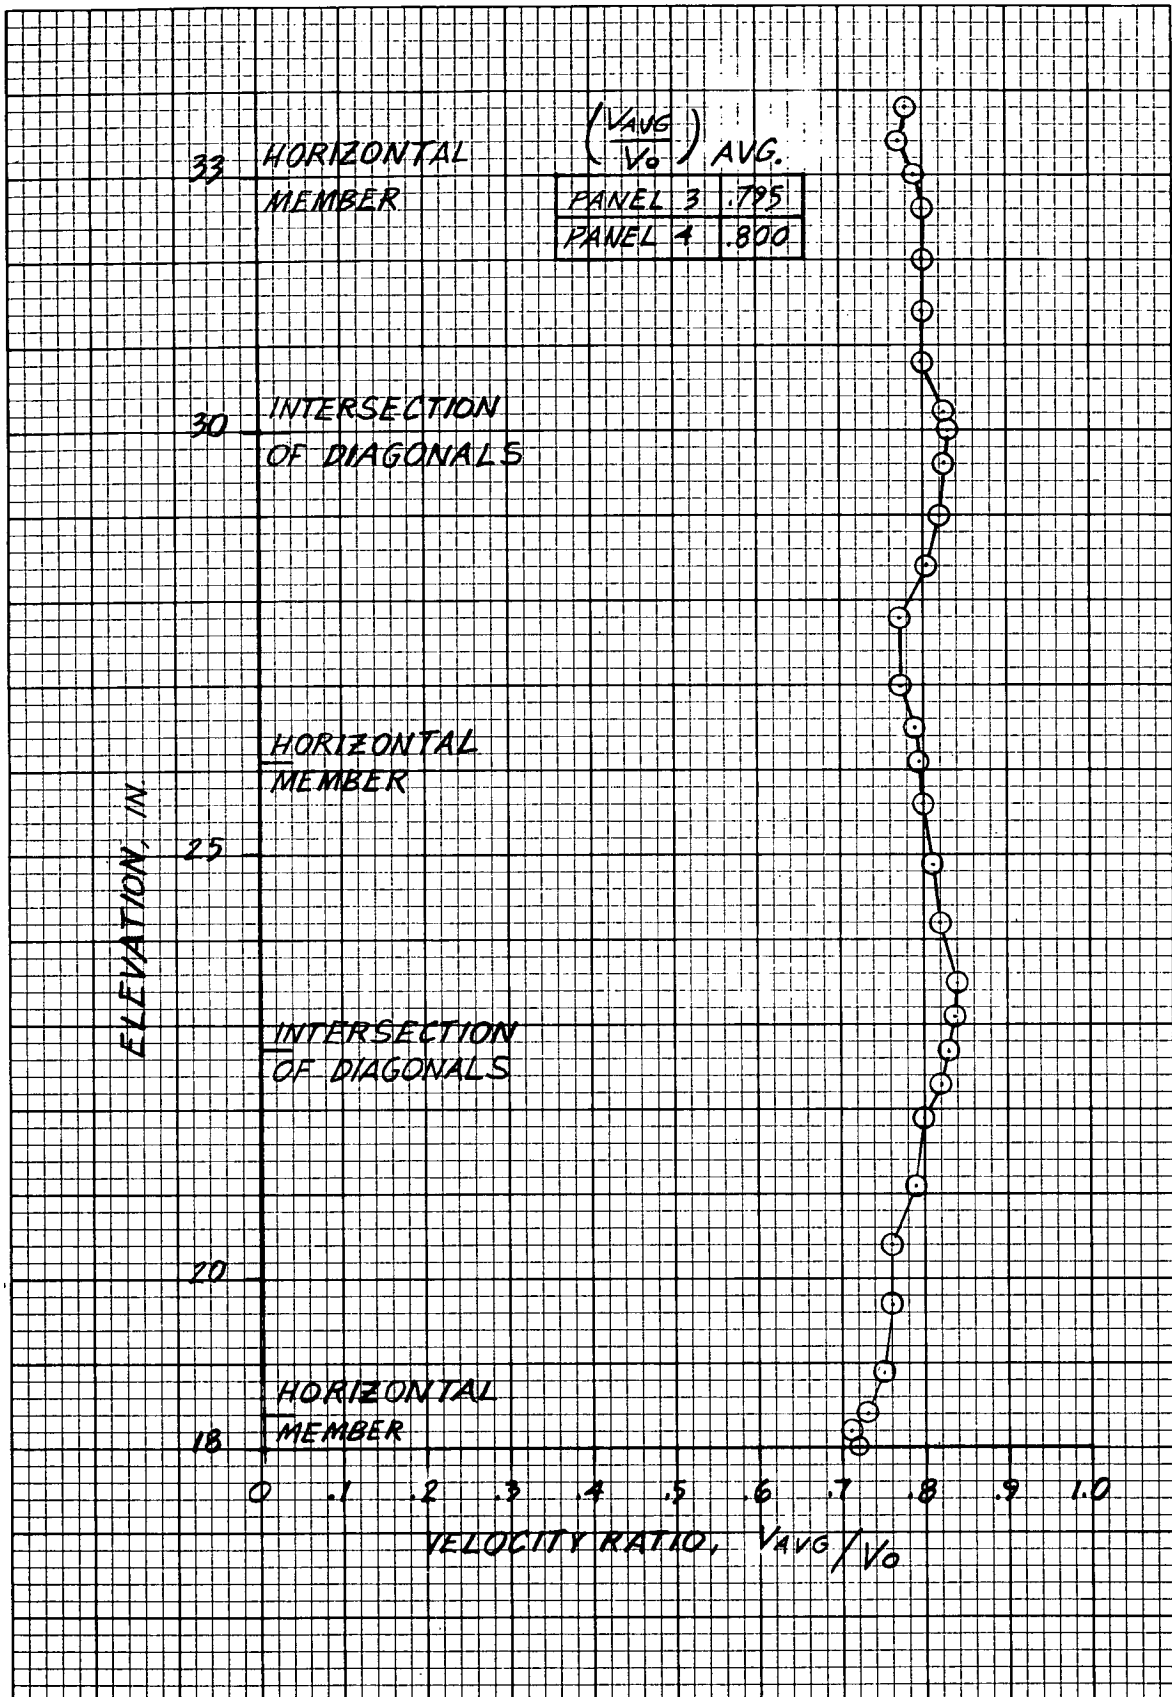 (VAVG/Vo) AVG.
33 HORIZONTAL
MEMBER
PANEL 3 .795
PANEL 4 .800
30 INTERSECTION
OF DIAGONALS
HORIZONTAL
MEMBER
25
ELEVATION, IN.
INTERSECTION
OF DIAGONALS
20
HORIZONTAL
18 MEMBER
0 .1 .2 .3 .4 .5 .6 .7 .8 .9 1.0
VELOCITY RATIO, VAVG/Vo